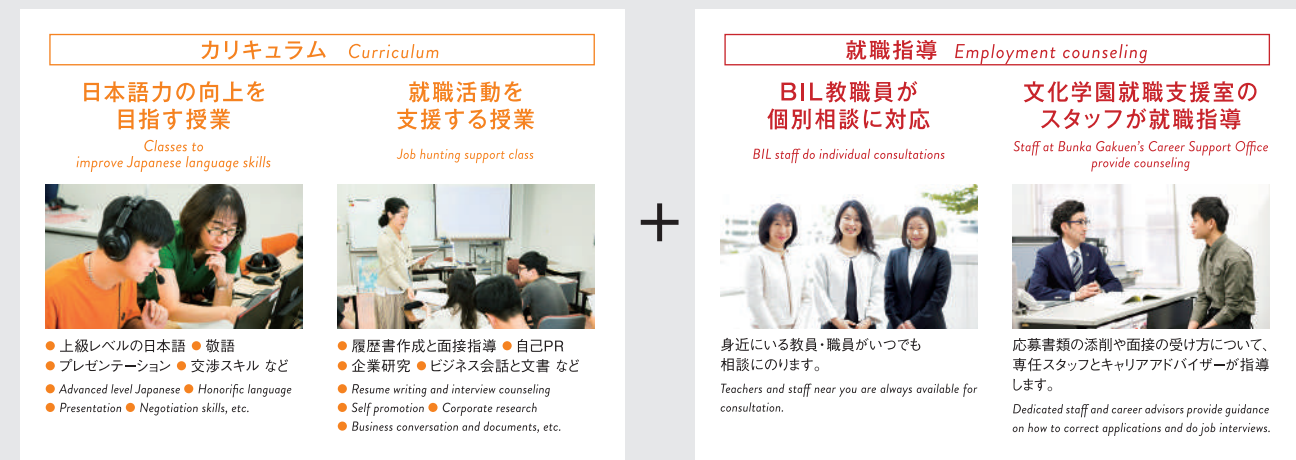 カリキュラム Curriculum
日本語力の向上を
目指す授業
Classes to
improve Japanese language skills
● 上級レベルの日本語 ● 敬語
● プレゼンテーション ● 交渉スキル など
● Advanced level Japanese ● Honorific language
● Presentation ● Negotiation skills, etc.
就職活動を
支援する授業
Job hunting support class
● 履歴書作成と面接指導 ● 自己PR
● 企業研究 ● ビジネス会話と文書 など
● Resume writing and interview counseling
● Self promotion ● Corporate research
● Business conversation and documents, etc.
+
就職指導 Employment counseling
BIL教職員が
個別相談に対応
BIL staff do individual consultations
身近にいる教員・職員がいつでも
相談にのります。
Teachers and staff near you are always available for
consultation.
文化学園就職支援室の
スタッフが就職指導
Staff at Bunka Gakuen's Career Support Office
provide counseling
応募書類の添削や面接の受け方について、
専任スタッフとキャリアアドバイザーが指導
します。
Dedicated staff and career advisors provide guidance
on how to correct applications and do job interviews.